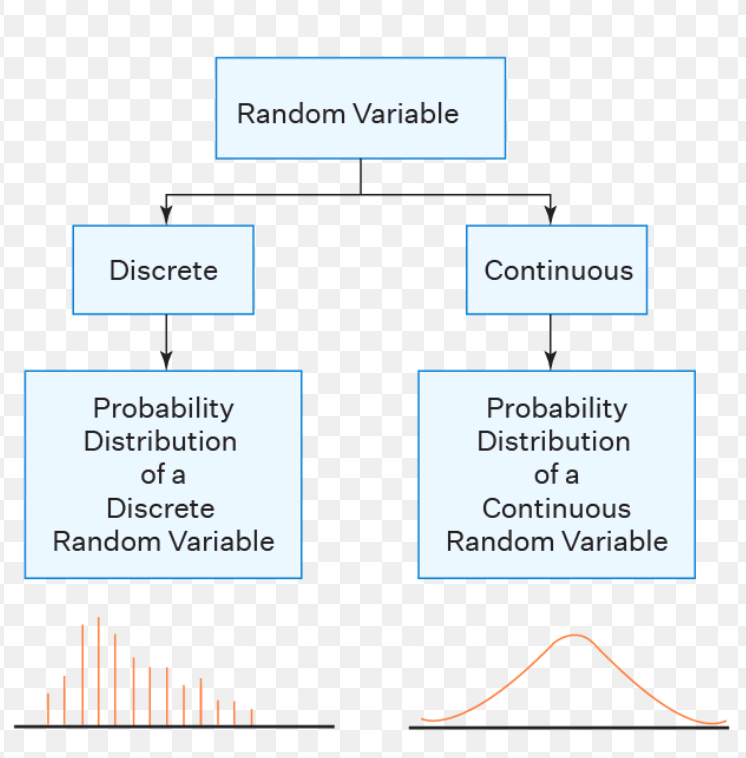 Random Variable
Discrete
Continuous
Probability
Distribution
of a
Discrete
Random Variable
Probability
Distribution
of a
Continuous
Random Variable